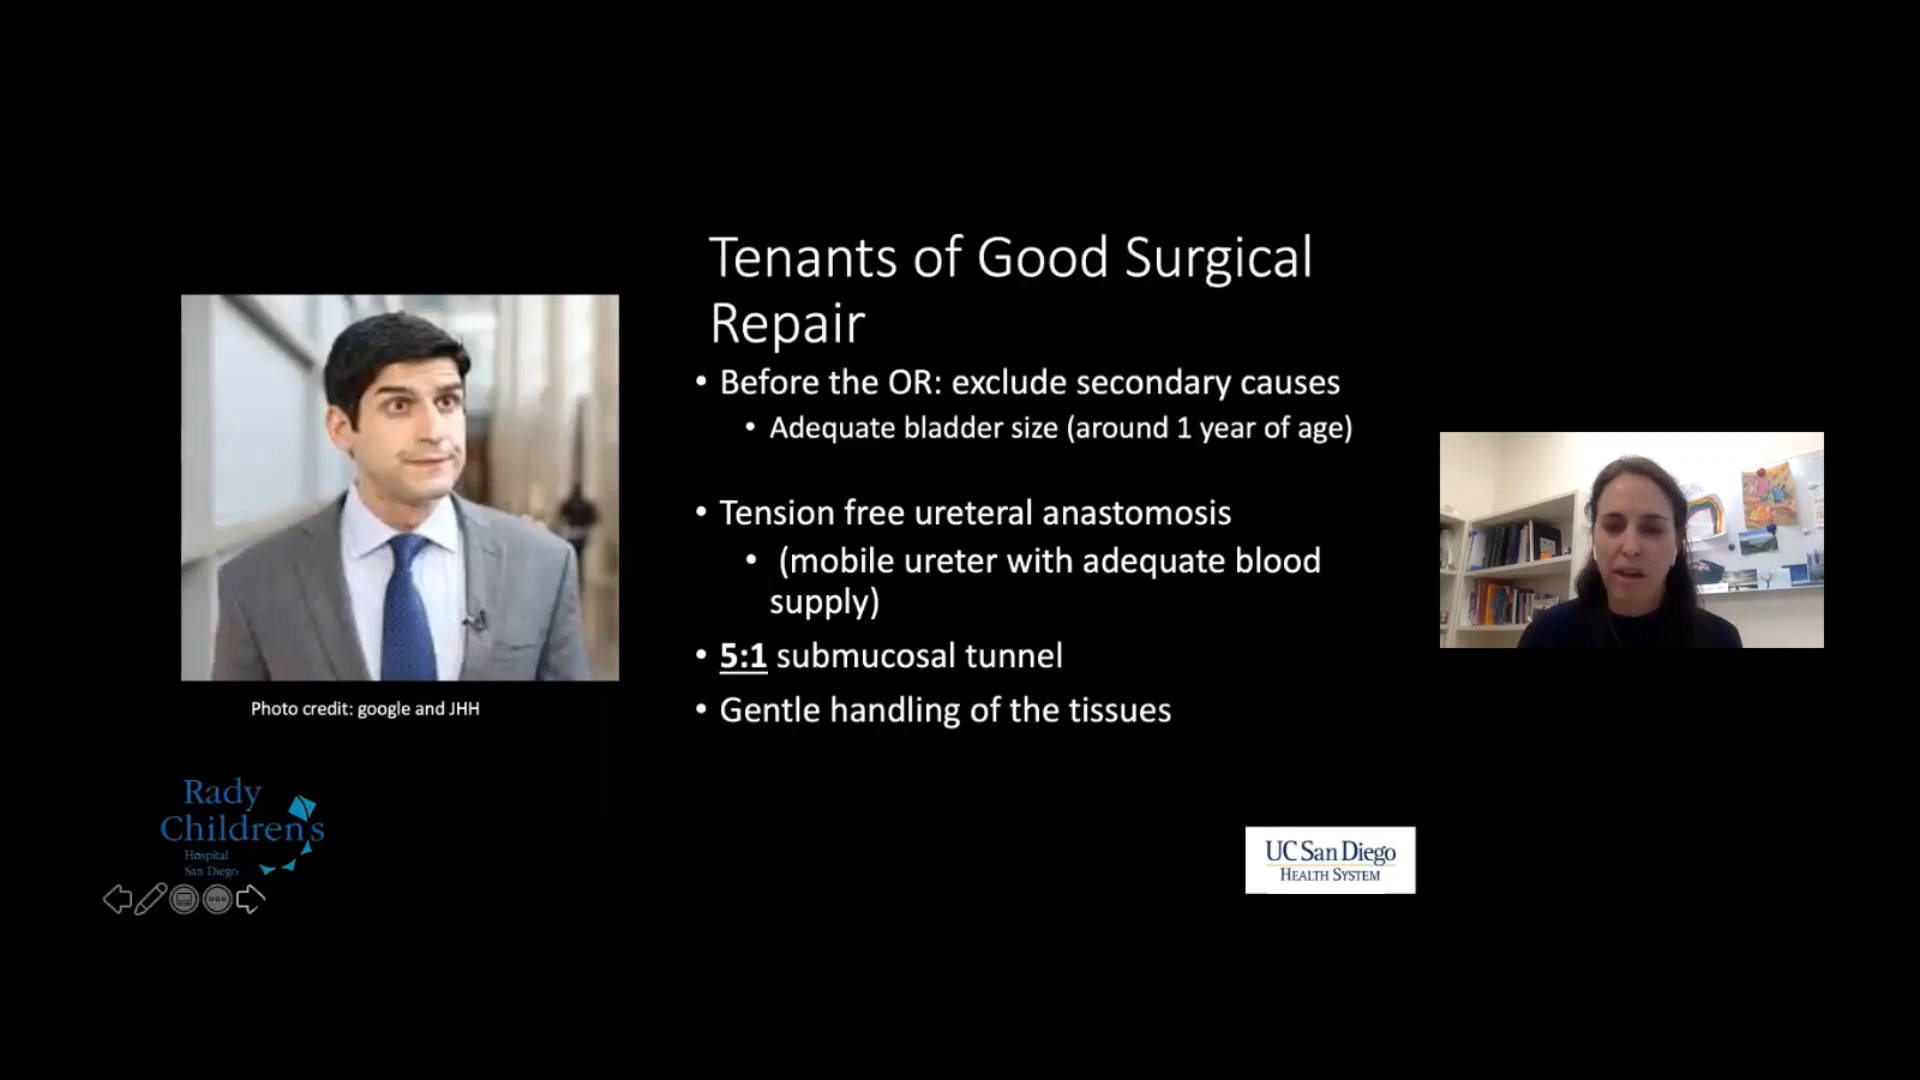 Tenants of Good Surgical
Repair
• Before the OR: exclude secondary causes
• Adequate bladder size (around 1 year of age)
• Tension free ureteral anastomosis
• (mobile ureter with adequate blood
supply)
• 5:1 submucosal tunnel
• Gentle handling of the tissues
Photo credit: google and JHH
Rady
Children's
Hospital
San Diego
UC San Diego
HEALTH SYSTEM